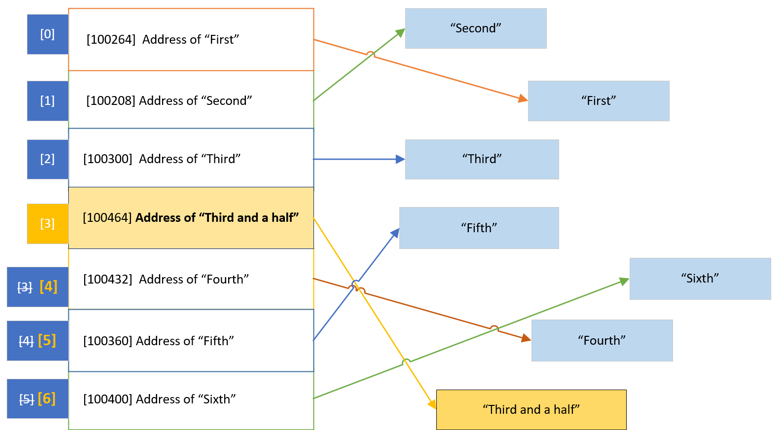 [0] [100264] Address of “First”
“Second”
[1] [100208] Address of “Second”
“First”
[2] [100300] Address of “Third”
“Third”
[3] [100464] Address of “Third and a half”
“Fifth”
[3] [4] [100432] Address of “Fourth”
“Sixth”
[4] [5] [100360] Address of “Fifth”
“Fourth”
[5] [6] [100400] Address of “Sixth”
“Third and a half”